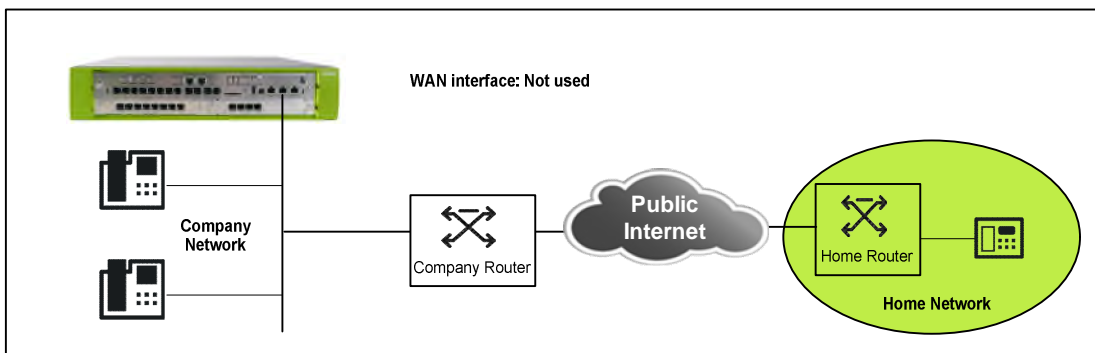 WAN interface: Not used
Company
Network
Company Router
Public
Internet
Home Router
Home Network